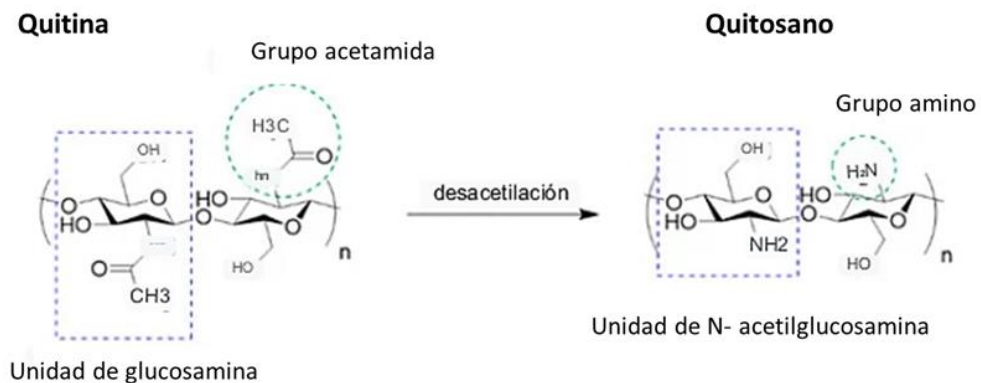 Quitina
Quitosano
Grupo acetamida
Grupo amino
H3C
O
hn
OH
O
HO
O
HO
O
O
CH3
HO
O
n
desacetilación
OH
O
HO
O
NH2
O
HO
H2N
O
HO
n
Unidad de N- acetilglucosamina
Unidad de glucosamina